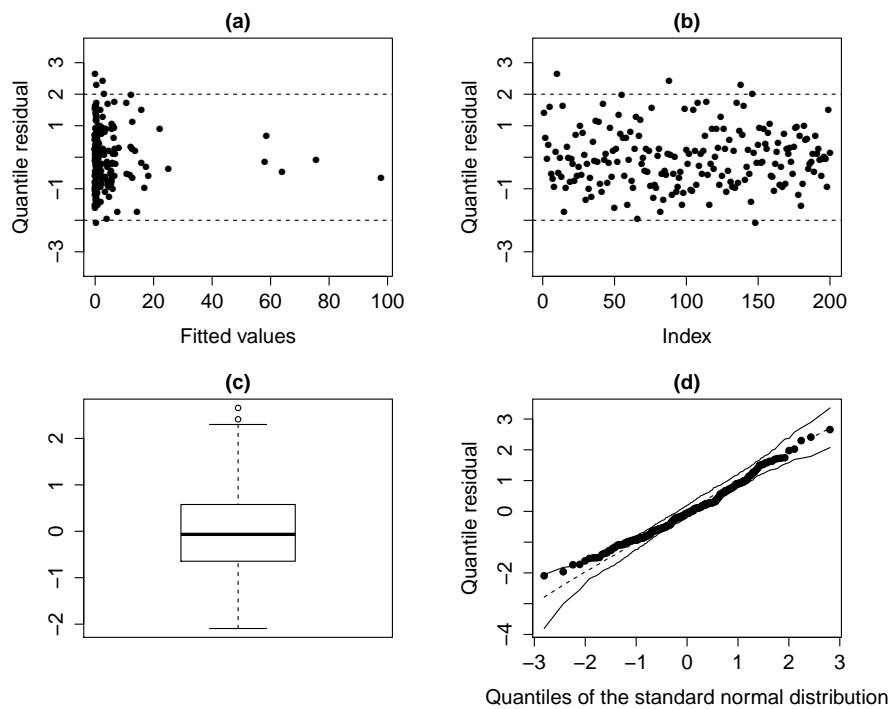 (a)
Quantile residual
3
2
1
−1
−3
0 20 40 60 80 100
Fitted values
(b)
Quantile residual
3
2
1
−1
−3
0 50 100 150 200
Index
(c)
2
1
0
−1
−2
(d)
Quantile residual
3
2
1
0
−2
−4
−3 −2 −1 0 1 2 3
Quantiles of the standard normal distribution